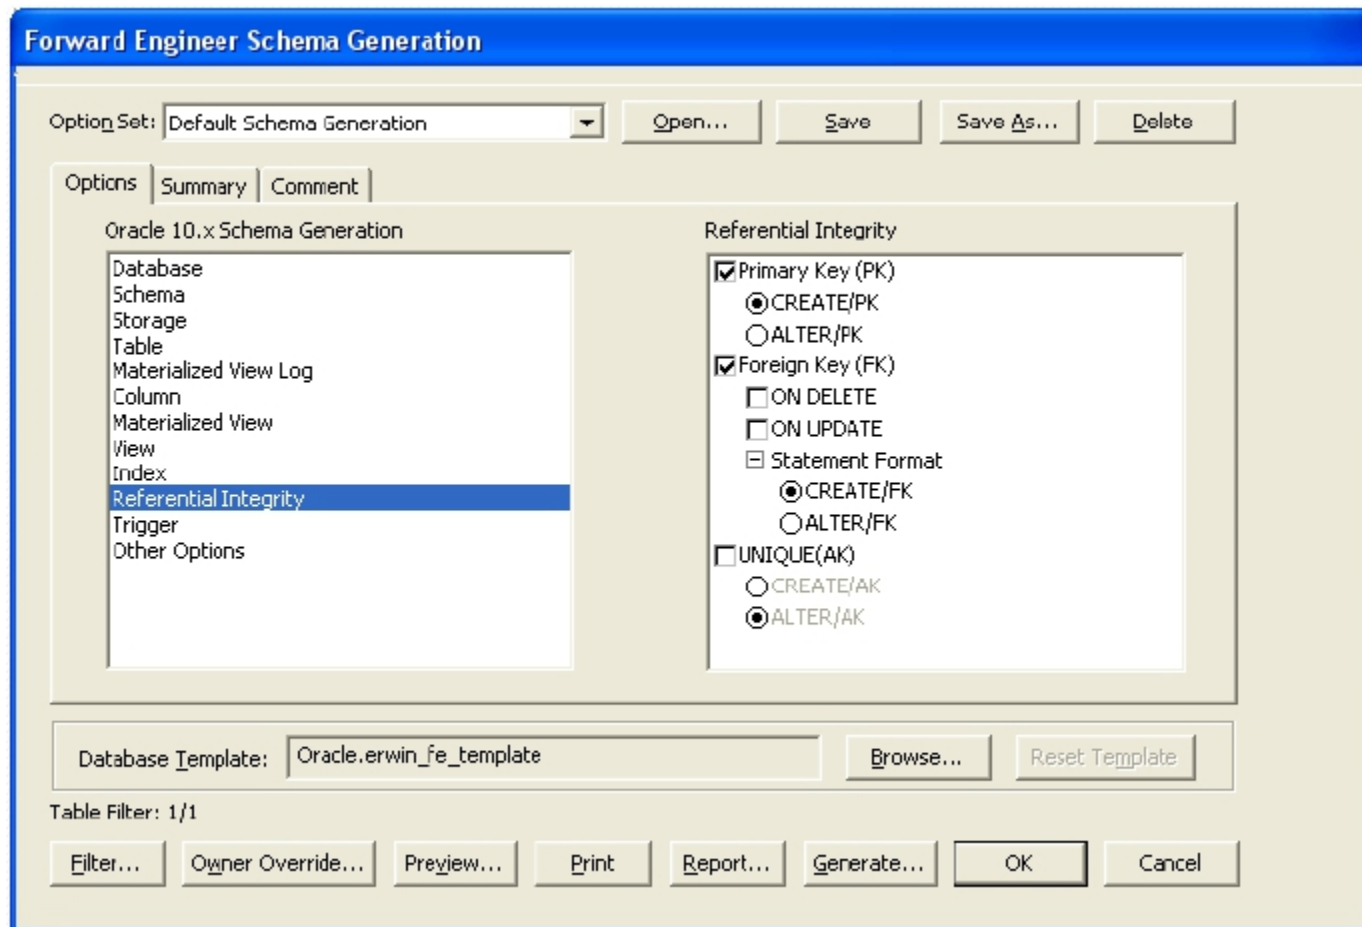 Forward Engineer Schema Generation
Option Set: Default Schema Generation Open... Save Save As... Delete
Options Summary Comment
Oracle 10.x Schema Generation
Database
Schema
Storage
Table
Materialized View Log
Column
Materialized View
View
Index
Referential Integrity
Trigger
Other Options
Referential Integrity
Primary Key (PK)
CREATE/PK
ALTER/PK
Foreign Key (FK)
ON DELETE
ON UPDATE
Statement Format
CREATE/FK
ALTER/FK
UNIQUE(AK)
CREATE/AK
ALTER/AK
Database Template: Oracle.erwin_fe_template Browse... Reset Template
Table Filter: 1/1
Filter... Owner Override... Preview... Print Report... Generate... OK Cancel